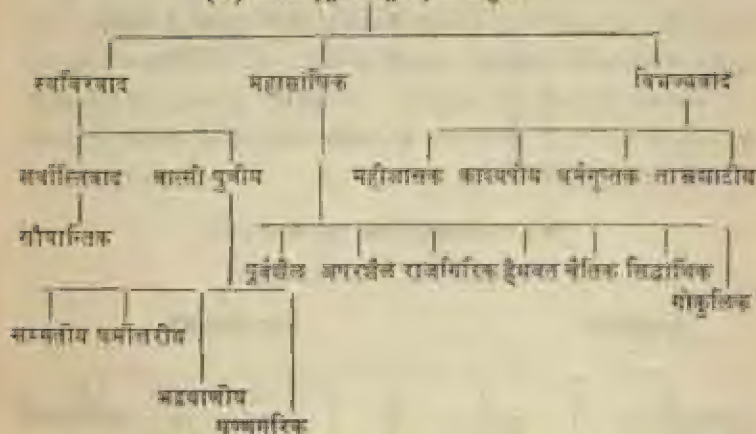 स्थविरवाद महासांघिक विभज्यवाद
सर्वास्तिवाद वात्सी पुत्रीय महीशासक काश्यपीय धर्मगुप्तक ताम्रशाटीय
सौत्रान्तिक
पूर्वशैल अपरशैल राजगिरिक हैमवत चैतिक सिद्धार्थिक
गोकुलिक
सम्मतीय धर्मोत्तरीय
भद्रयाणीय
षण्णगरिक